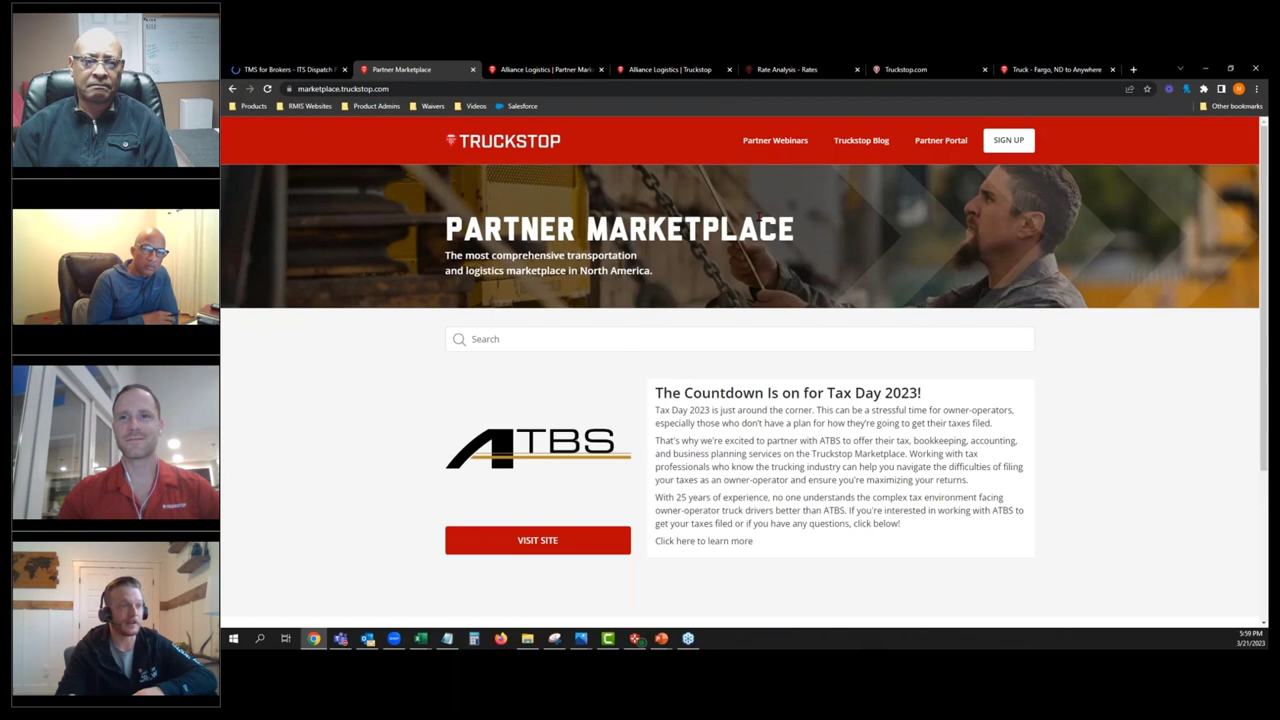 TMS for Brokers - ITS Dispatch
Partner Marketplace
Alliance Logistics | Partner Mark
Alliance Logistics | Truckstop
Rate Analysis - Rates
Truckstop.com
Truck - Fargo, ND to Anywhere
marketplace.truckstop.com
Products
RMIS Websites
Product Admins
Waivers
Videos
Salesforce
Other bookmarks
TRUCKSTOP
Partner Webinars
Truckstop Blog
Partner Portal
SIGN UP
PARTNER MARKETPLACE
The most comprehensive transportation
and logistics marketplace in North America.
Search
ATBS
VISIT SITE
The Countdown Is on for Tax Day 2023!
Tax Day 2023 is just around the corner. This can be a stressful time for owner-operators,
especially those who don't have a plan for how they're going to get their taxes filed.
That's why we're excited to partner with ATBS to offer their tax, bookkeeping, accounting,
and business planning services on the Truckstop Marketplace. Working with tax
professionals who know the trucking industry can help you navigate the difficulties of filing
your taxes as an owner-operator and ensure you're maximizing your returns.
With 25 years of experience, no one understands the complex tax environment facing
owner-operator truck drivers better than ATBS. If you're interested in working with ATBS to
get your taxes filed or if you have any questions, click below!
Click here to learn more
TRUCKSTOP
5:59 PM
3/21/2023